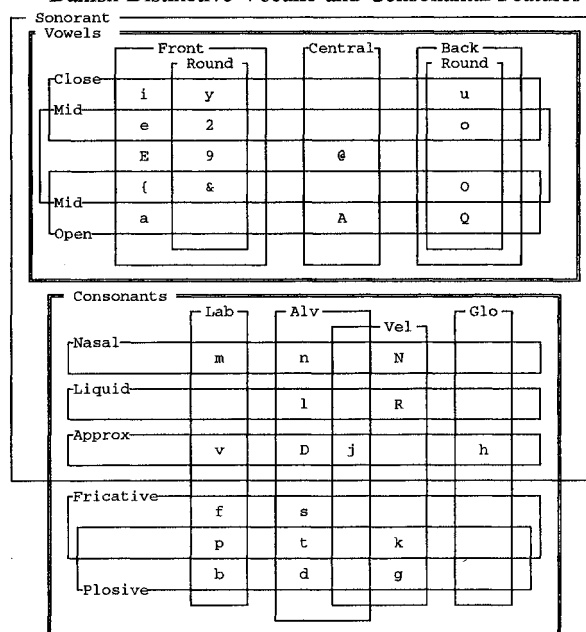 Danish Distinctive Vocalic and Consonantal Features
Sonorant
Vowels
Front Central Back
Round Round
Close
i y u
Mid
e 2 o
E 9 @
{ & O
Mid
a A Q
Open
Consonants
Lab Alv Glo
Vel
Nasal
m n N
Liquid
l R
Approx
v D j h
Fricative
f s
p t k
b d g
Plosive